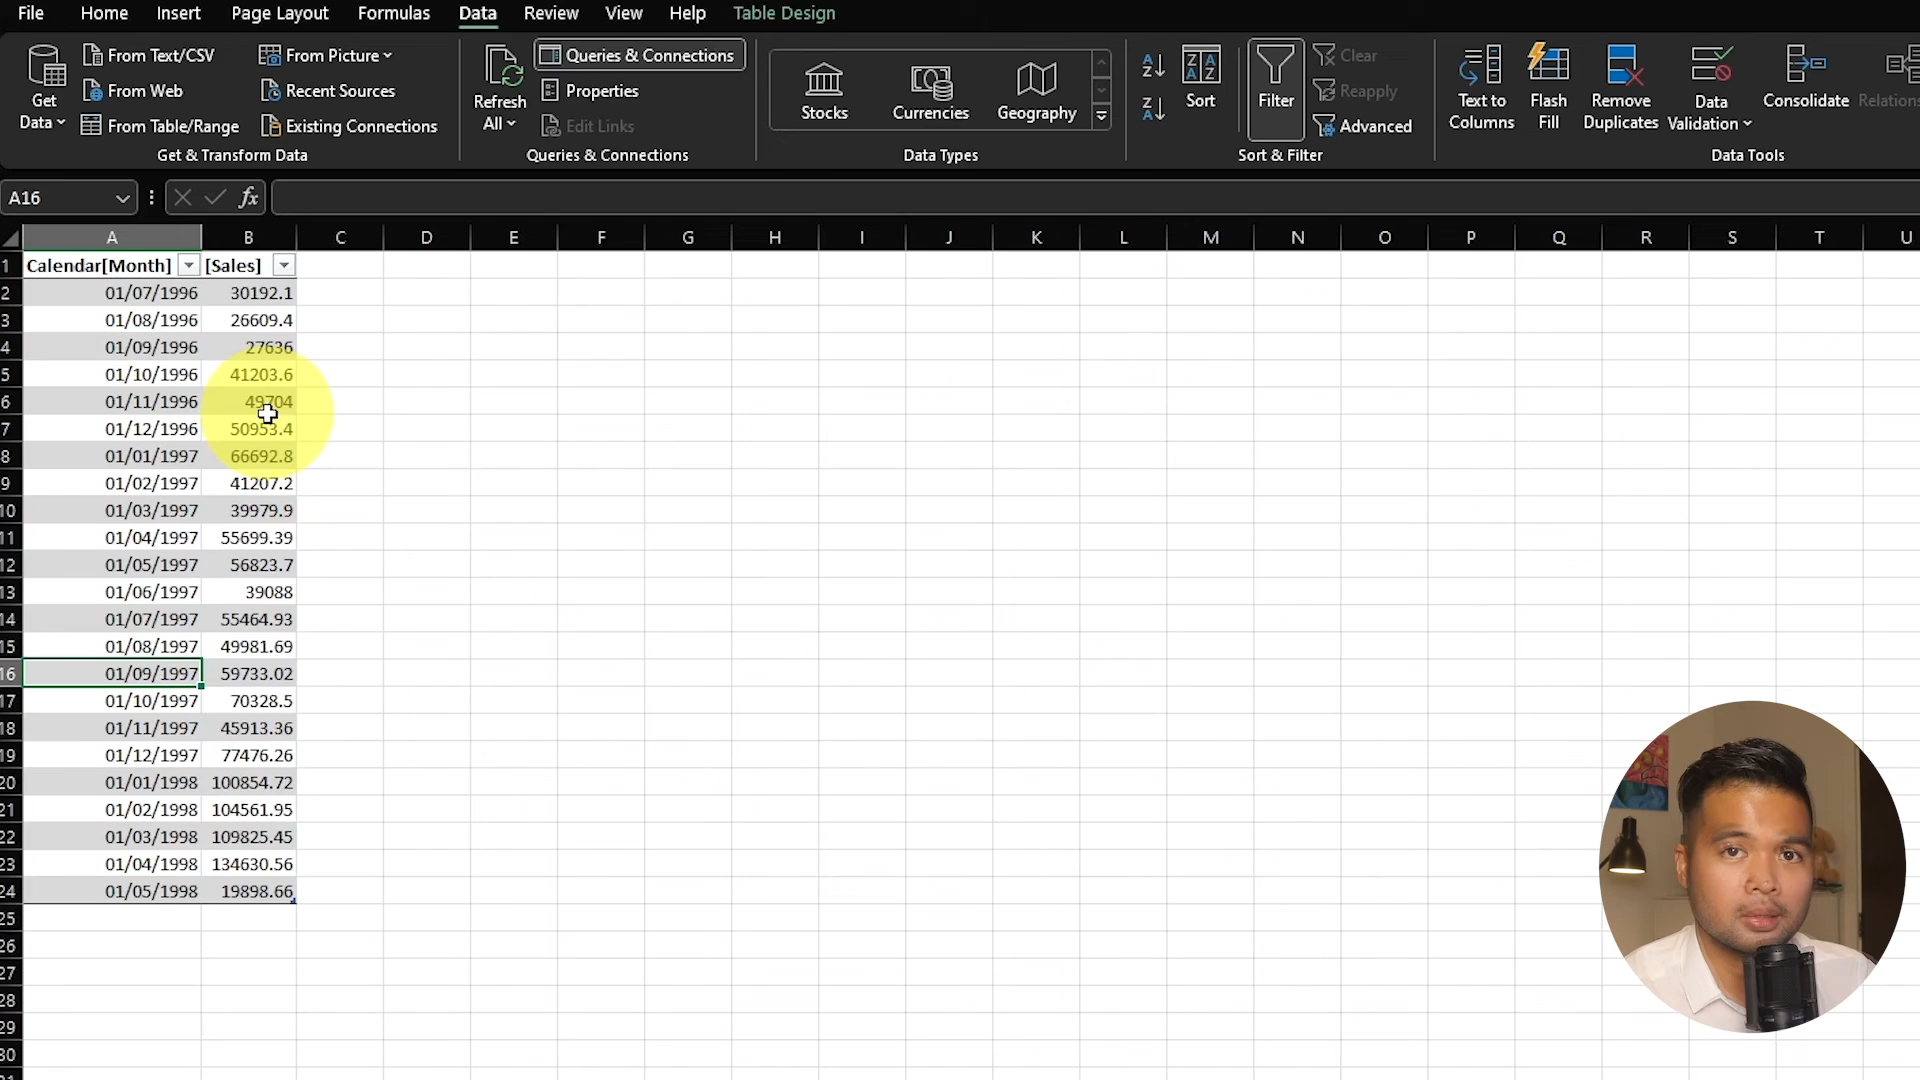 File Home Insert Page Layout Formulas Data Review View Help Table Design
Get Data
From Text/CSV
From Web
From Table/Range
From Picture
Recent Sources
Existing Connections
Get & Transform Data
Refresh All
Queries & Connections
Properties
Edit Links
Queries & Connections
Stocks Currencies Geography
Data Types
Sort
Filter
Clear
Reapply
Advanced
Sort & Filter
Text to Columns
Flash Fill
Remove Duplicates
Data Validation
Consolidate
Data Tools
A16 fx
A B C D E F G H I J K L M N O P Q R S T U
1 Calendar[Month] [Sales]
2 01/07/1996 30192.1
3 01/08/1996 26609.4
4 01/09/1996 27636
5 01/10/1996 41203.6
6 01/11/1996 49704
7 01/12/1996 50953.4
8 01/01/1997 66692.8
9 01/02/1997 41207.2
10 01/03/1997 39979.9
11 01/04/1997 55699.39
12 01/05/1997 56823.7
13 01/06/1997 39088
14 01/07/1997 55464.93
15 01/08/1997 49981.69
16 01/09/1997 59733.02
17 01/10/1997 70328.5
18 01/11/1997 45913.36
19 01/12/1997 77476.26
20 01/01/1998 100854.72
21 01/02/1998 104561.95
22 01/03/1998 109825.45
23 01/04/1998 134630.56
24 01/05/1998 19898.66
25
26
27
28
29
30